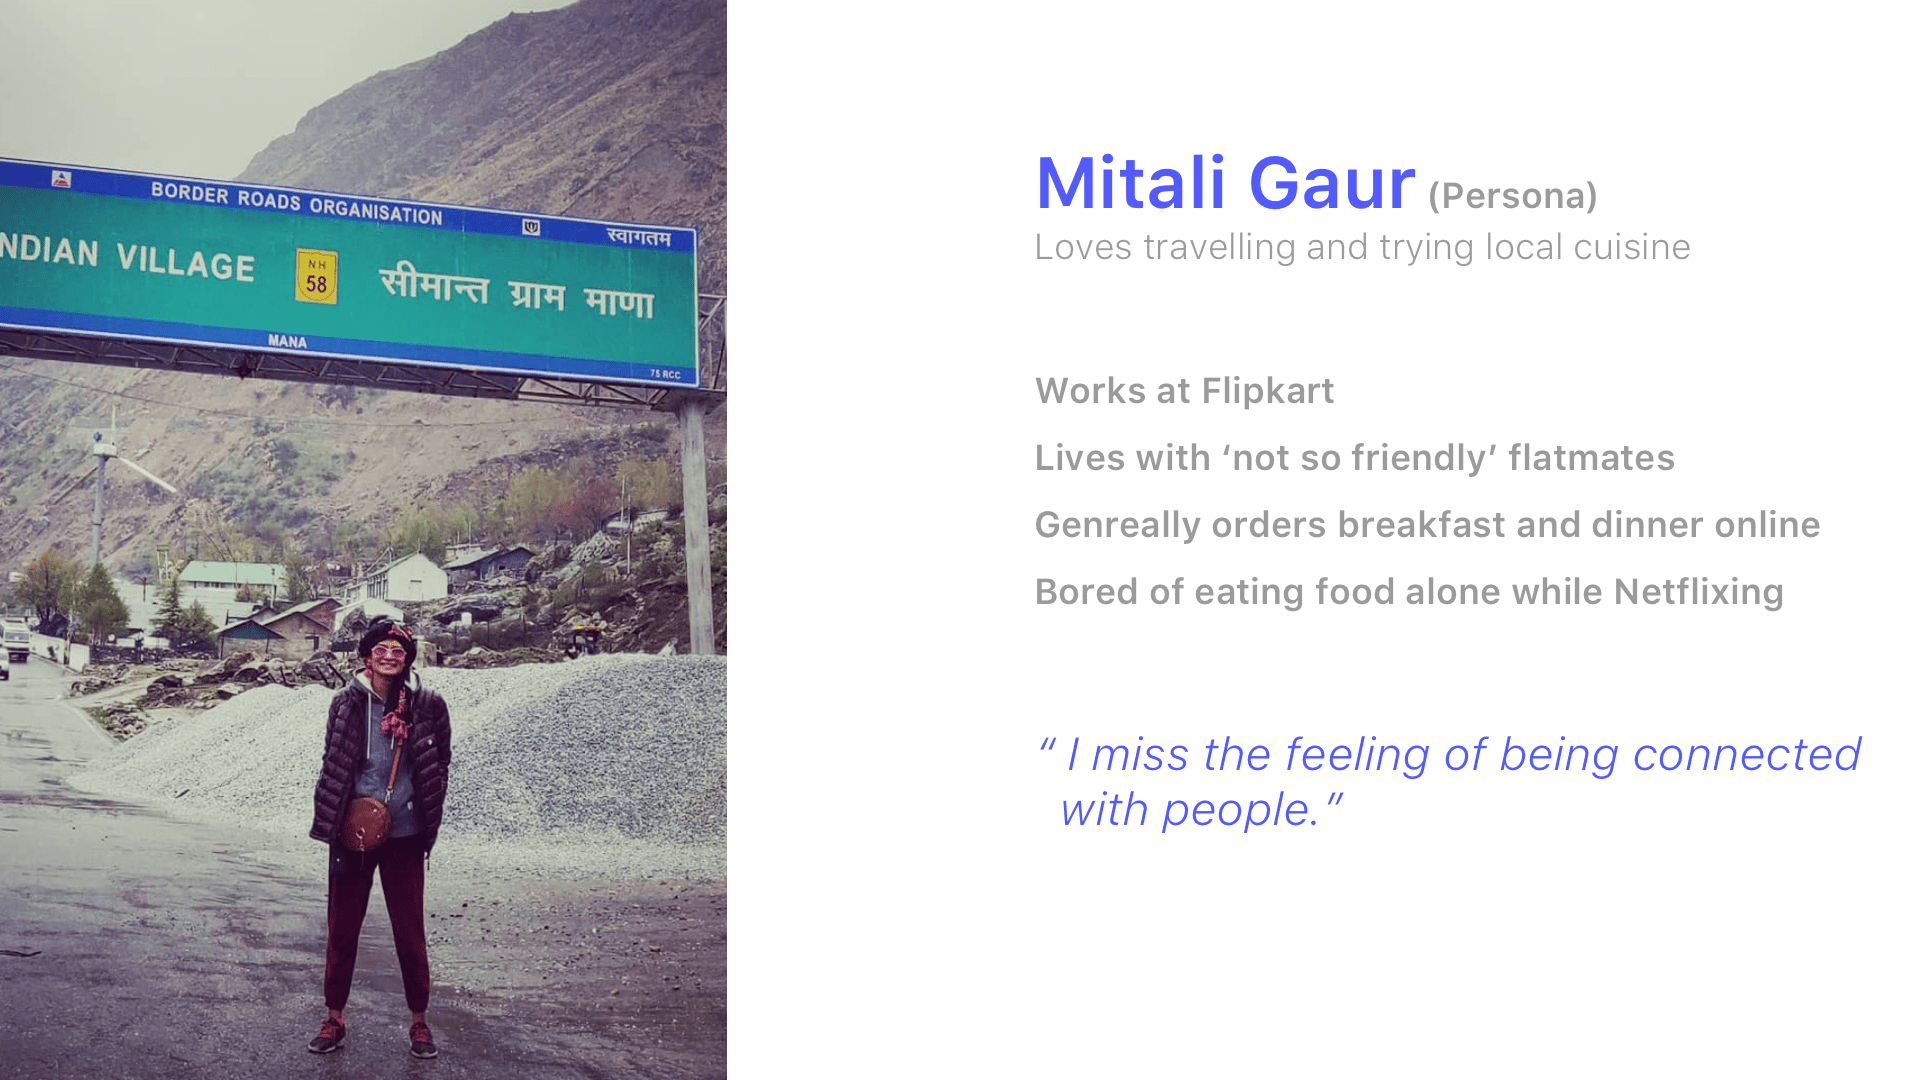 BORDER ROADS ORGANISATION
स्वागतम
NDIAN VILLAGE
NH
58
सीमान्त ग्राम माणा
MANA
75 RCC
Mitali Gaur (Persona)
Loves travelling and trying local cuisine
Works at Flipkart
Lives with ‘not so friendly’ flatmates
Genreally orders breakfast and dinner online
Bored of eating food alone while Netflixing
“ I miss the feeling of being connected
with people.”